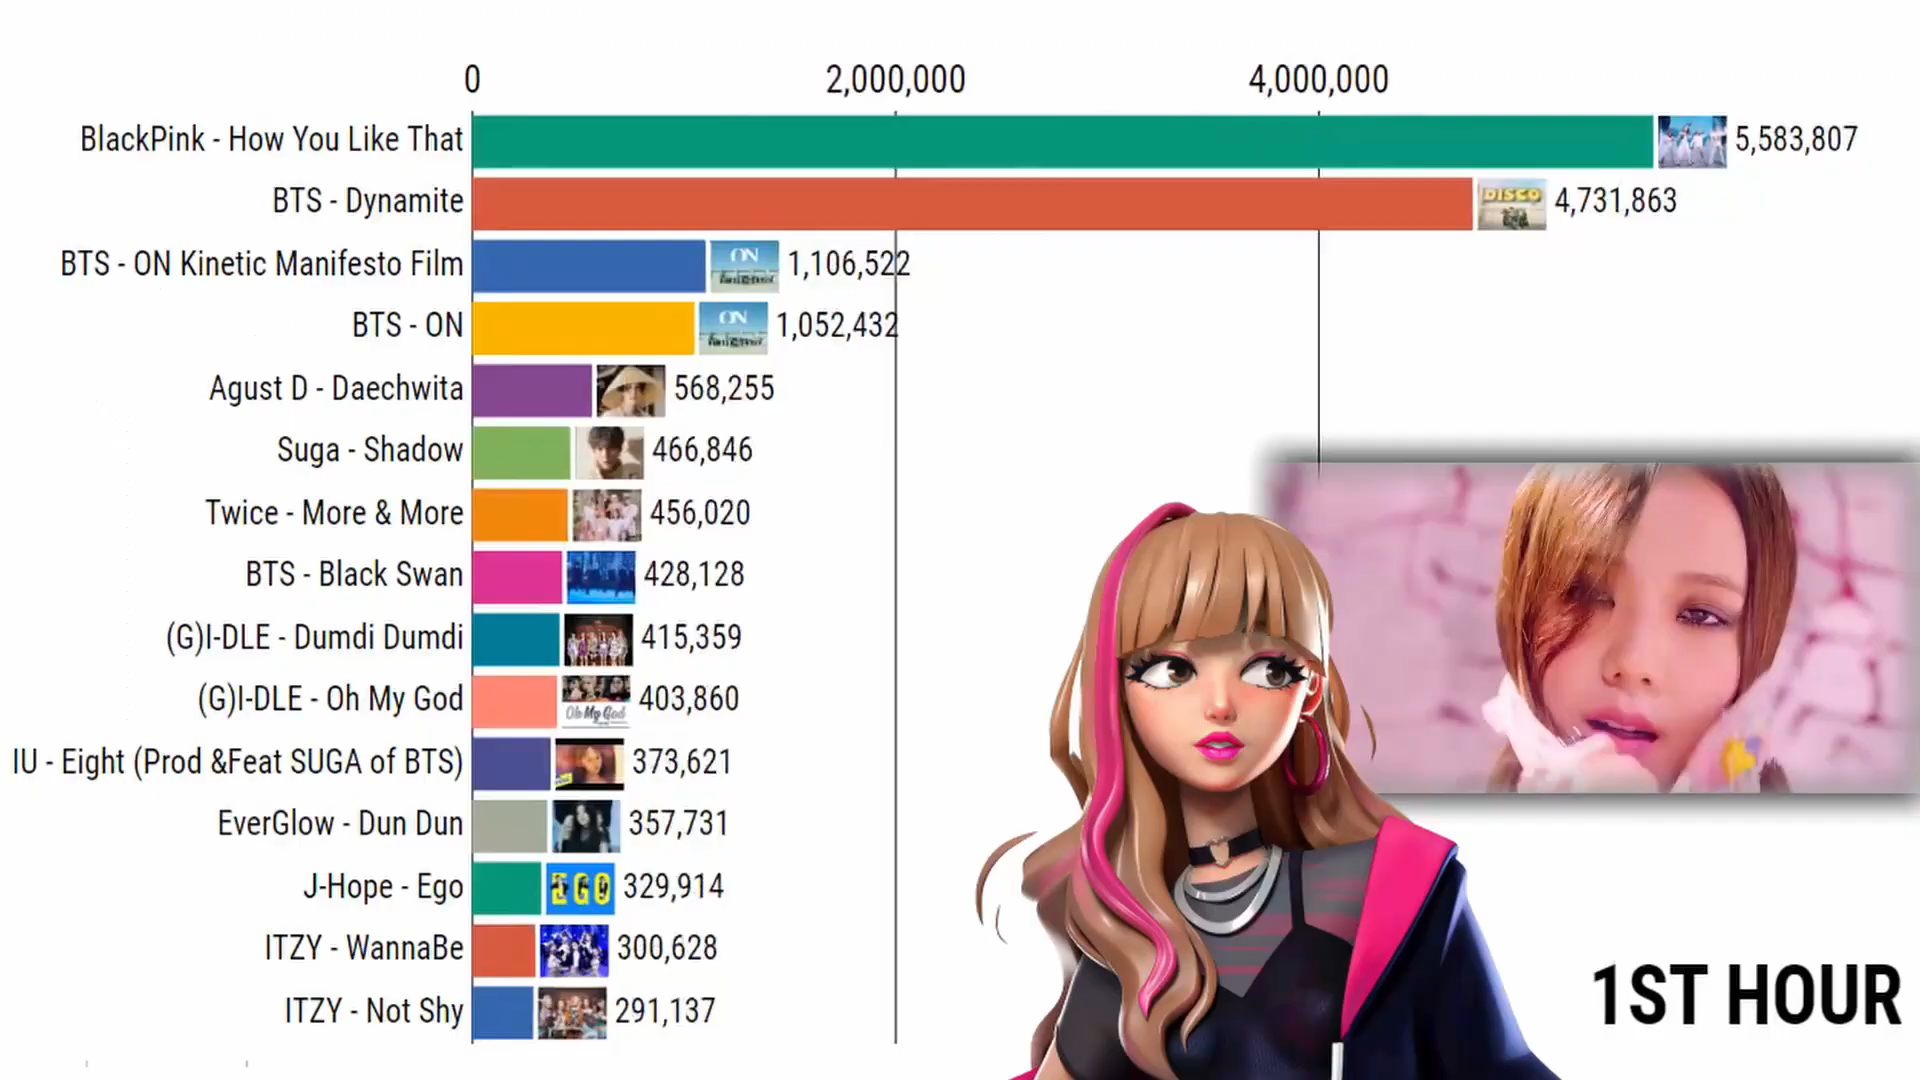 0 2,000,000 4,000,000
BlackPink - How You Like That 5,583,807
BTS - Dynamite DISCO 4,731,863
BTS - ON Kinetic Manifesto Film ON 1,106,522
BTS - ON ON 1,052,432
Agust D - Daechwita 568,255
Suga - Shadow 466,846
Twice - More & More 456,020
BTS - Black Swan 428,128
(G)I-DLE - Dumdi Dumdi 415,359
(G)I-DLE - Oh My God Oh My God 403,860
IU - Eight (Prod &Feat SUGA of BTS) 373,621
EverGlow - Dun Dun 357,731
J-Hope - Ego EGO 329,914
ITZY - WannaBe 300,628
ITZY - Not Shy 291,137
1ST HOUR